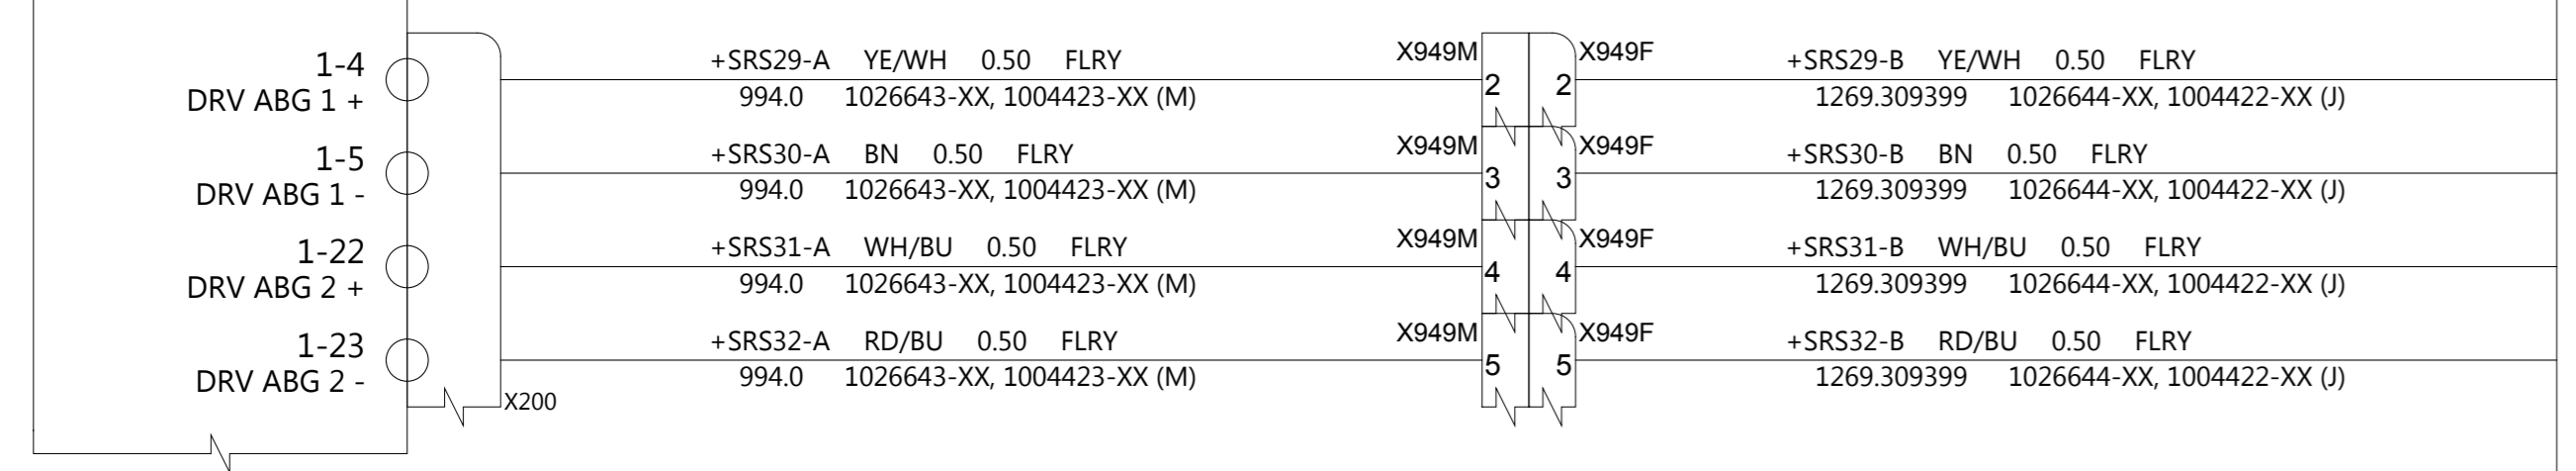 1-4
DRV ABG 1 +
+SRS29-A YE/WH 0.50 FLRY
994.0 1026643-XX, 1004423-XX (M)
X949M
2
2
X949F
+SRS29-B YE/WH 0.50 FLRY
1269.309399 1026644-XX, 1004422-XX (J)
1-5
DRV ABG 1 -
+SRS30-A BN 0.50 FLRY
994.0 1026643-XX, 1004423-XX (M)
X949M
3
3
X949F
+SRS30-B BN 0.50 FLRY
1269.309399 1026644-XX, 1004422-XX (J)
1-22
DRV ABG 2 +
+SRS31-A WH/BU 0.50 FLRY
994.0 1026643-XX, 1004423-XX (M)
X949M
4
4
X949F
+SRS31-B WH/BU 0.50 FLRY
1269.309399 1026644-XX, 1004422-XX (J)
1-23
DRV ABG 2 -
+SRS32-A RD/BU 0.50 FLRY
994.0 1026643-XX, 1004423-XX (M)
X949M
5
5
X949F
+SRS32-B RD/BU 0.50 FLRY
1269.309399 1026644-XX, 1004422-XX (J)
X200